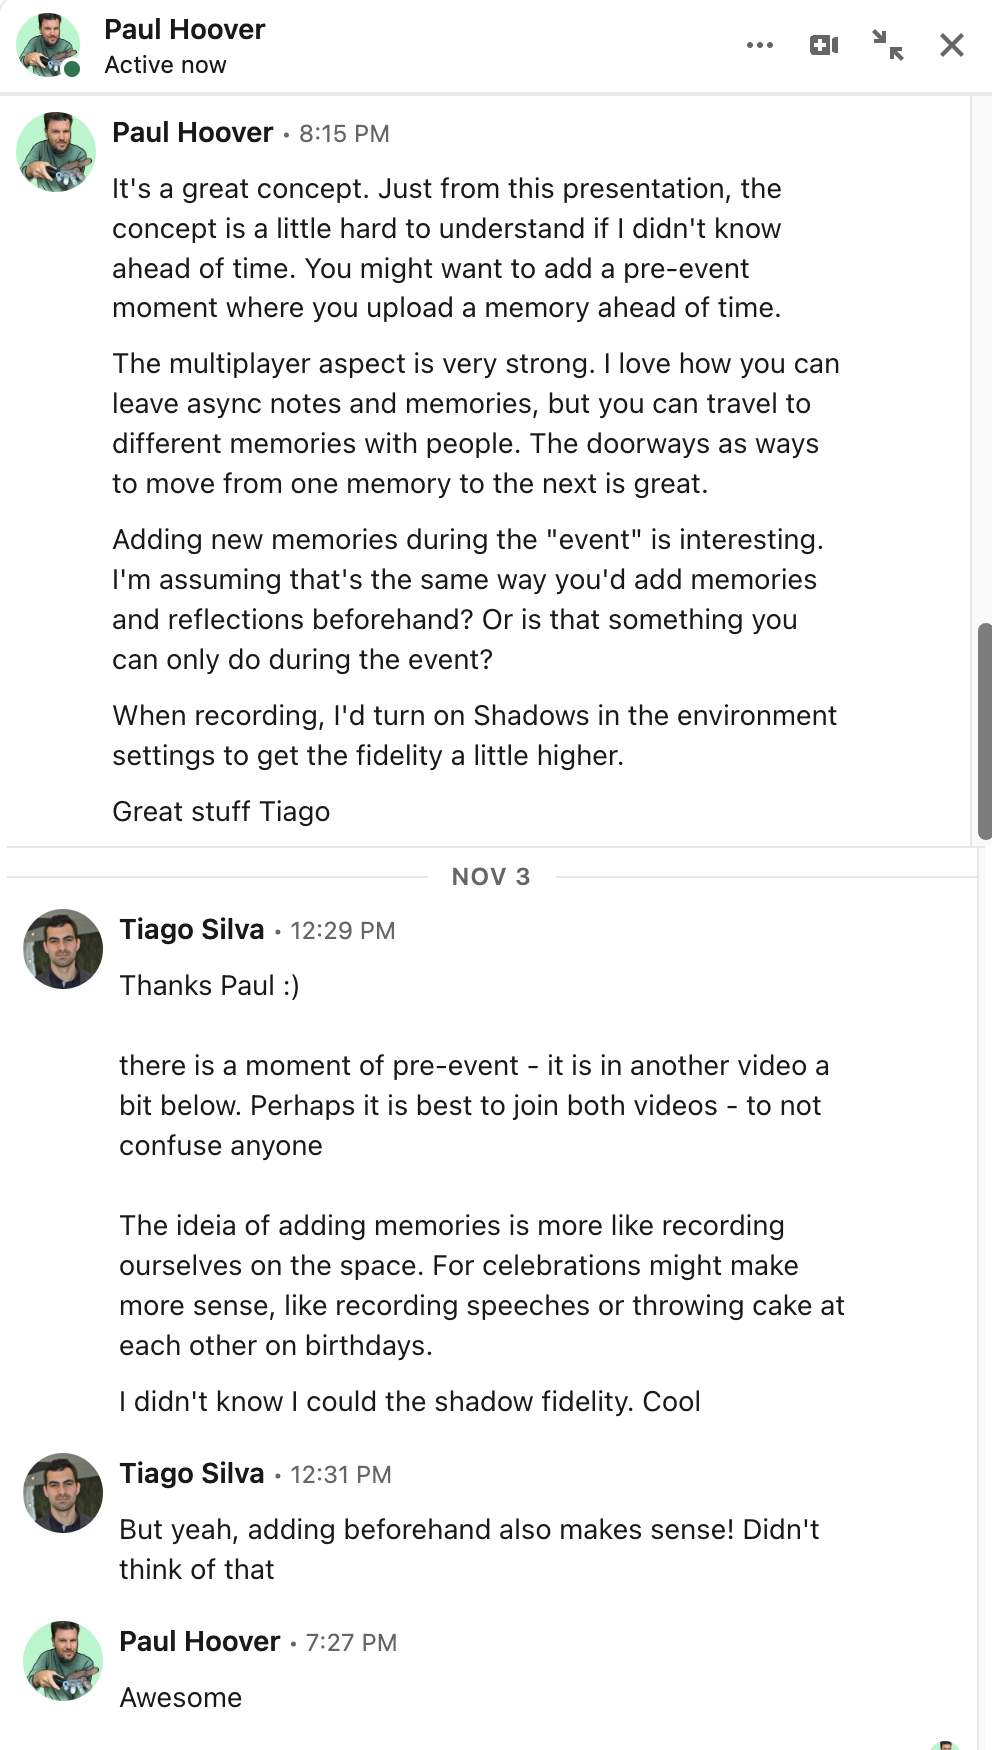 Paul Hoover
Active now
Paul Hoover • 8:15 PM
It's a great concept. Just from this presentation, the
concept is a little hard to understand if I didn't know
ahead of time. You might want to add a pre-event
moment where you upload a memory ahead of time.
The multiplayer aspect is very strong. I love how you can
leave async notes and memories, but you can travel to
different memories with people. The doorways as ways
to move from one memory to the next is great.
Adding new memories during the "event" is interesting.
I'm assuming that's the same way you'd add memories
and reflections beforehand? Or is that something you
can only do during the event?
When recording, I'd turn on Shadows in the environment
settings to get the fidelity a little higher.
Great stuff Tiago
NOV 3
Tiago Silva • 12:29 PM
Thanks Paul :)
there is a moment of pre-event - it is in another video a
bit below. Perhaps it is best to join both videos - to not
confuse anyone
The ideia of adding memories is more like recording
ourselves on the space. For celebrations might make
more sense, like recording speeches or throwing cake at
each other on birthdays.
I didn't know I could the shadow fidelity. Cool
Tiago Silva • 12:31 PM
But yeah, adding beforehand also makes sense! Didn't
think of that
Paul Hoover • 7:27 PM
Awesome